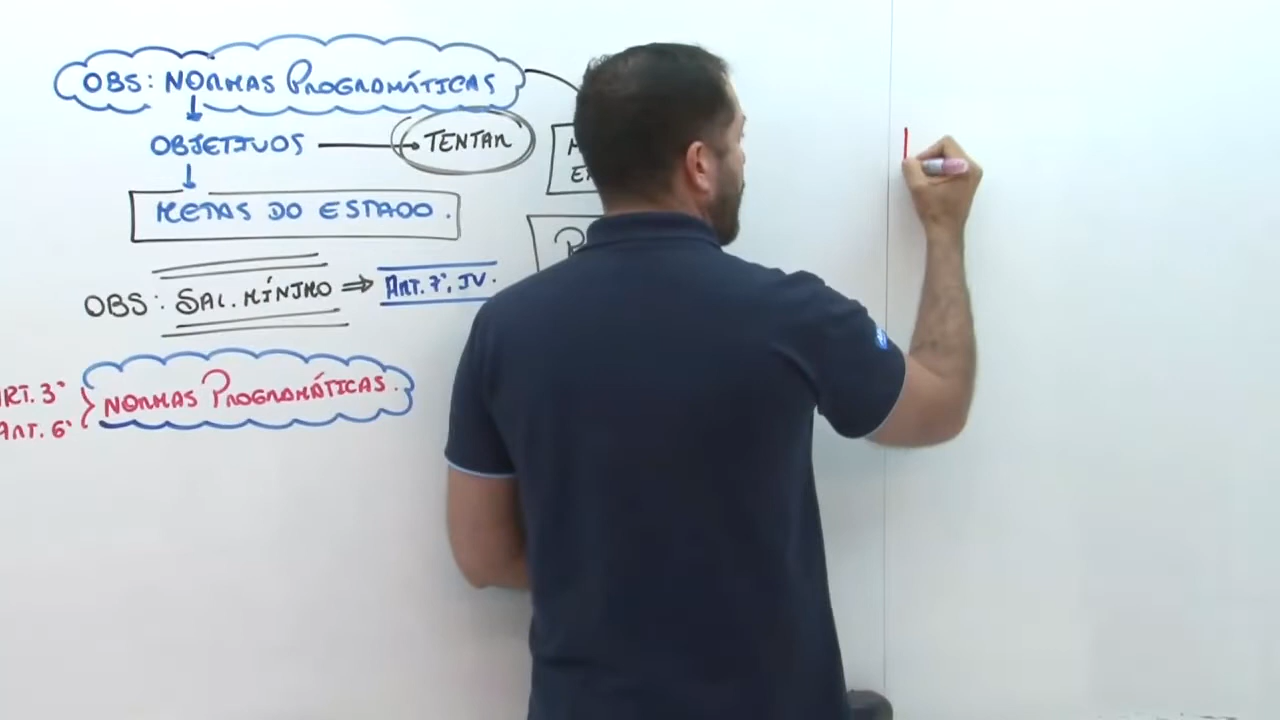 OBS: NORMAS PROGRAMÁTICAS
OBJETIVOS → TENTAR
METAS DO ESTADO.
OBS: SAL. MÍNIMO ⇒ ART. 7º, IV.
ART. 3º
ART. 6º
NORMAS PROGRAMÁTICAS.